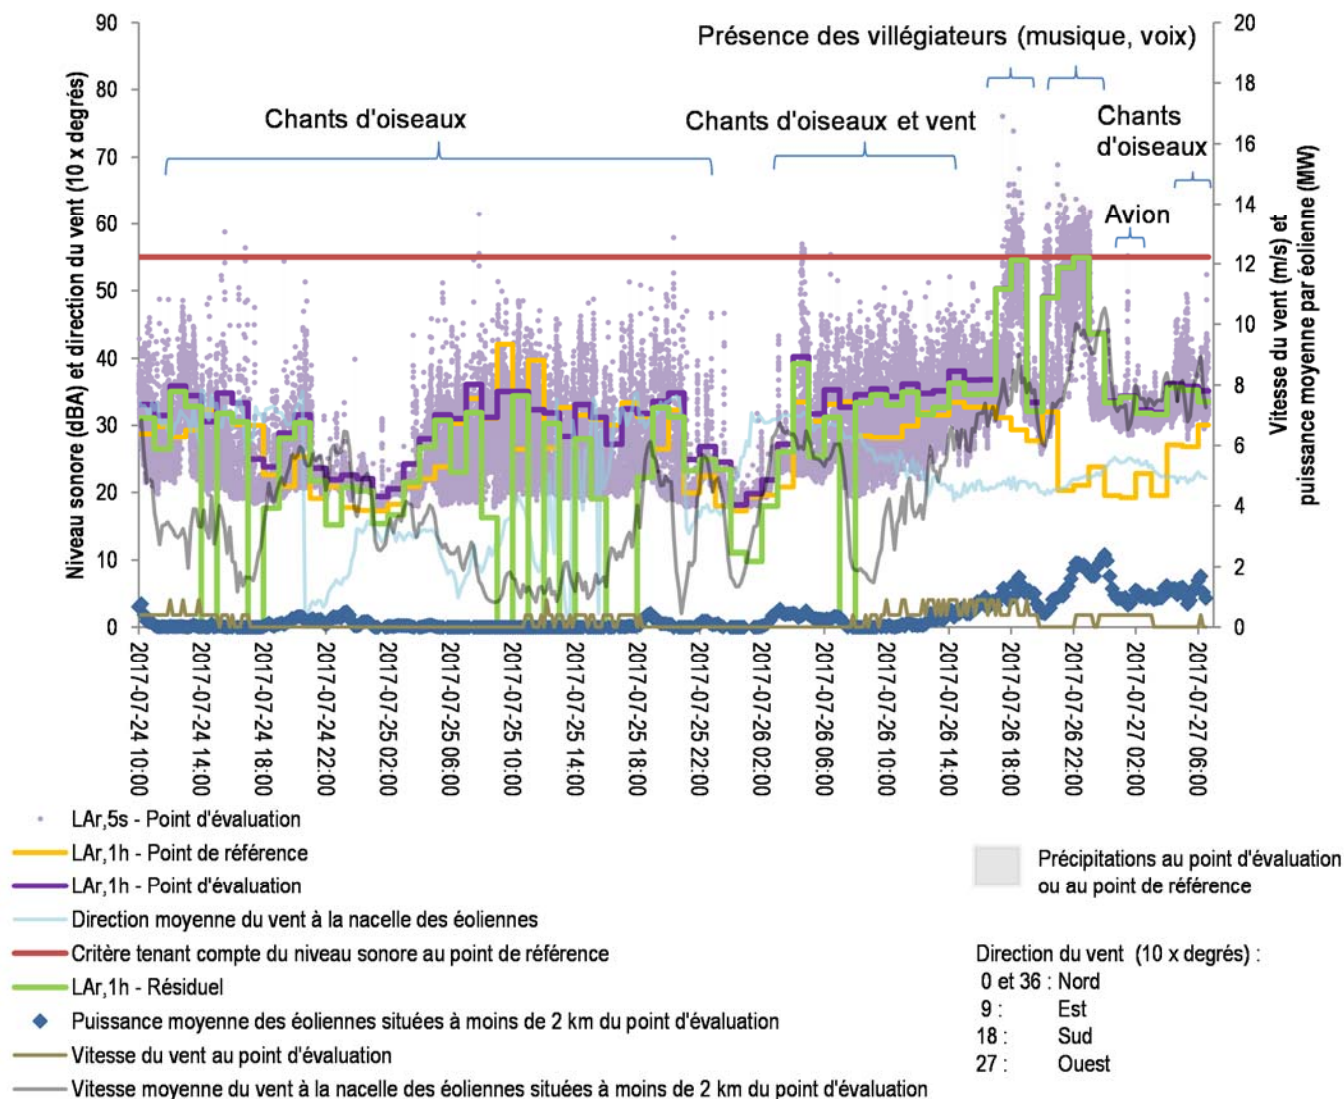 Niveau sonore (dBA) et direction du vent (10 x degrés)
90
80
70
60
50
40
30
20
10
0
Présence des villégiateurs (musique, voix)
Chants d'oiseaux
Chants d'oiseaux et vent
Chants
d'oiseaux
Avion
20
18
16
14
12
10
8
6
4
2
0
Vitesse du vent (m/s) et
puissance moyenne par éolienne (MW)
2017-07-24 10:00
2017-07-24 14:00
2017-07-24 18:00
2017-07-24 22:00
2017-07-25 02:00
2017-07-25 06:00
2017-07-25 10:00
2017-07-25 14:00
2017-07-25 18:00
2017-07-25 22:00
2017-07-26 02:00
2017-07-26 06:00
2017-07-26 10:00
2017-07-26 14:00
2017-07-26 18:00
2017-07-26 22:00
2017-07-27 02:00
2017-07-27 06:00
LAr,5s - Point d'évaluation
LAr,1h - Point de référence
LAr,1h - Point d'évaluation
Direction moyenne du vent à la nacelle des éoliennes
Critère tenant compte du niveau sonore au point de référence
LAr,1h - Résiduel
Puissance moyenne des éoliennes situées à moins de 2 km du point d'évaluation
Vitesse du vent au point d'évaluation
Vitesse moyenne du vent à la nacelle des éoliennes situées à moins de 2 km du point d'évaluation
Précipitations au point d'évaluation
ou au point de référence
Direction du vent (10 x degrés) :
0 et 36 : Nord
9 : Est
18 : Sud
27 : Ouest